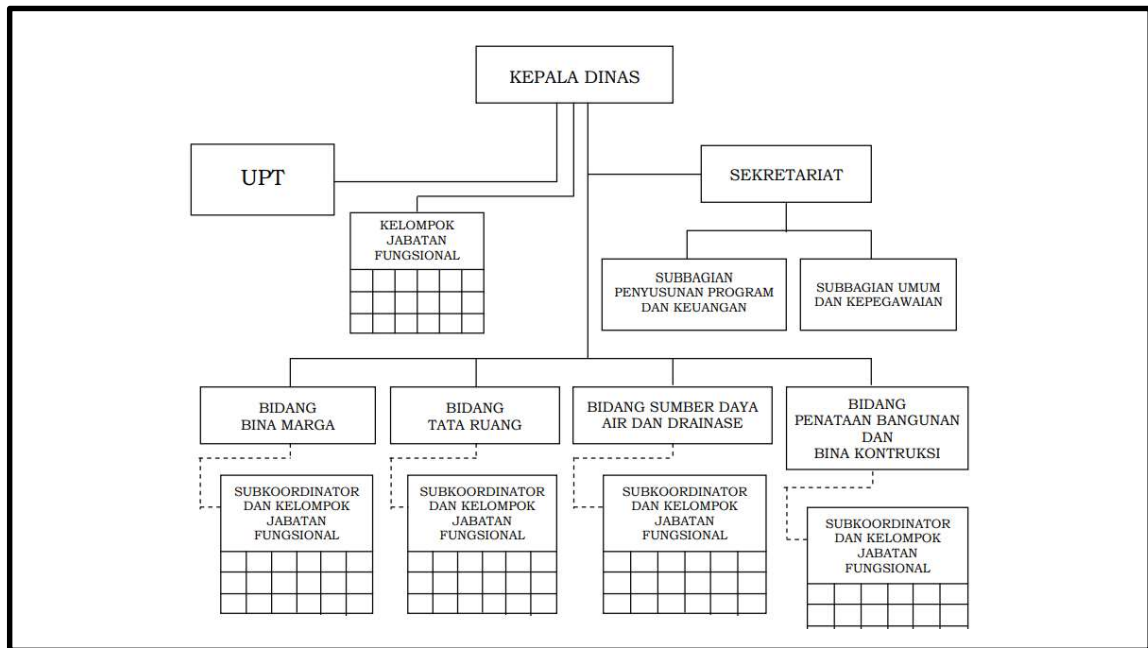 KEPALA DINAS
UPT
SEKRETARIAT
KELOMPOK
JABATAN
FUNGSIONAL
SUBBAGIAN
PENYUSUNAN PROGRAM
DAN KEUANGAN
SUBBAGIAN UMUM
DAN KEPEGAWAIAN
BIDANG
BINA MARGA
BIDANG
TATA RUANG
BIDANG SUMBER DAYA
AIR DAN DRAINASE
BIDANG
PENATAAN BANGUNAN
DAN
BINA KONTRUKSI
SUBKOORDINATOR
DAN KELOMPOK
JABATAN
FUNGSIONAL
SUBKOORDINATOR
DAN KELOMPOK
JABATAN
FUNGSIONAL
SUBKOORDINATOR
DAN KELOMPOK
JABATAN
FUNGSIONAL
SUBKOORDINATOR
DAN KELOMPOK
JABATAN
FUNGSIONAL